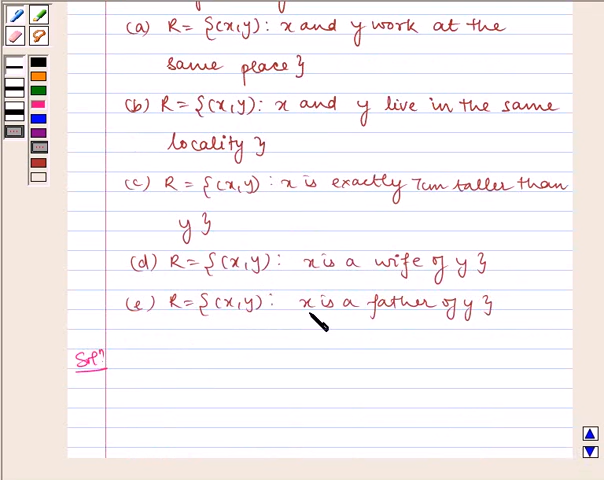 (a) R = {(x,y): x and y work at the
same place}
(b) R = {(x,y): x and y live in the same
locality}
(c) R = {(x,y): x is exactly 7cm taller than
y}
(d) R = {(x,y): x is a wife of y}
(e) R = {(x,y): x is a father of y}
Solⁿ: